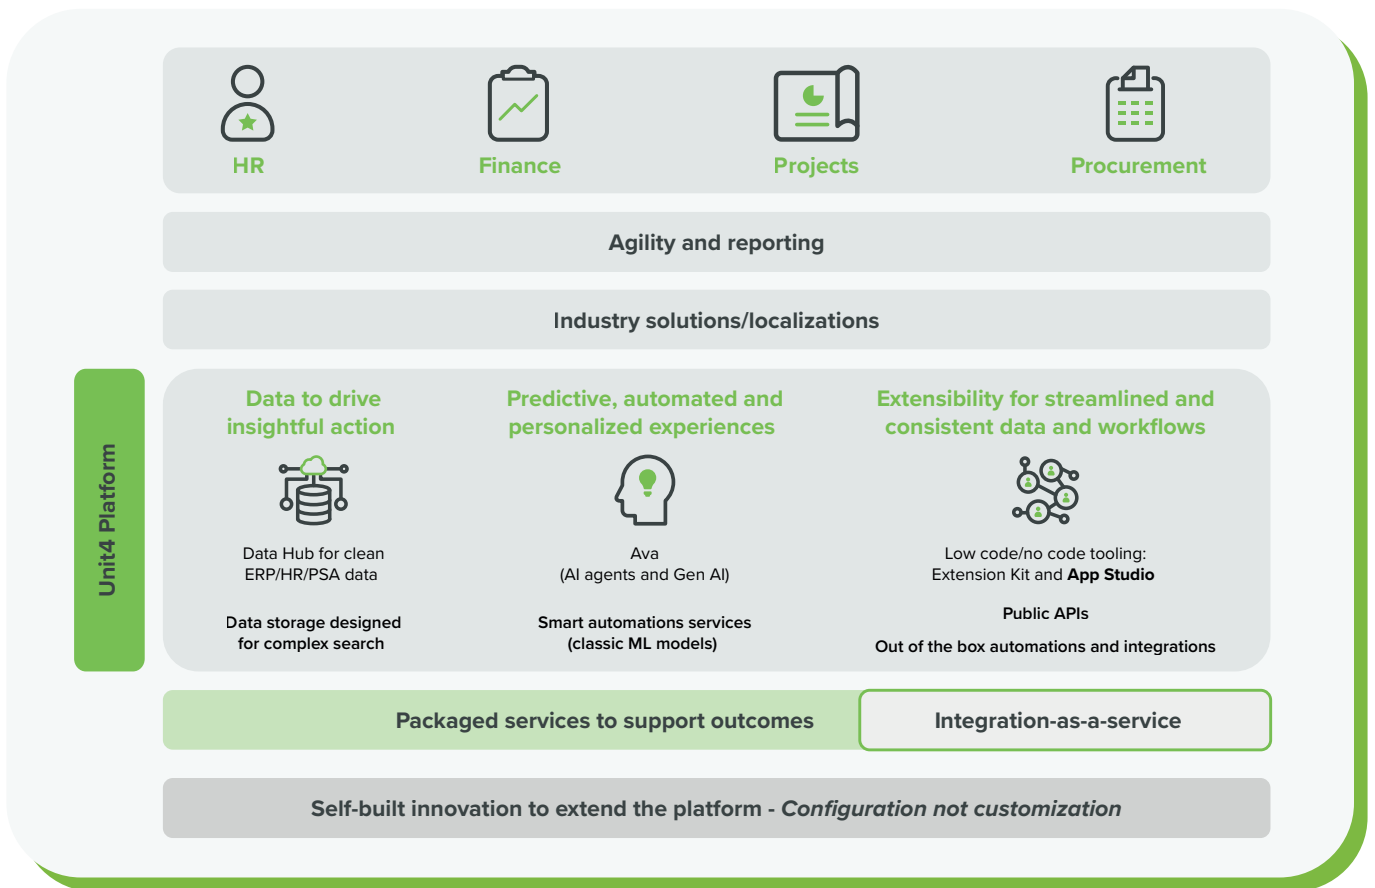 HR
Finance
Projects
Procurement
Agility and reporting
Industry solutions/localizations
Unit4 Platform
Data to drive
insightful action
Data Hub for clean
ERP/HR/PSA data
Data storage designed
for complex search
Predictive, automated and
personalized experiences
Ava
(AI agents and Gen AI)
Smart automations services
(classic ML models)
Extensibility for streamlined and
consistent data and workflows
Low code/no code tooling:
Extension Kit and App Studio
Public APIs
Out of the box automations and integrations
Packaged services to support outcomes
Integration-as-a-service
Self-built innovation to extend the platform - Configuration not customization